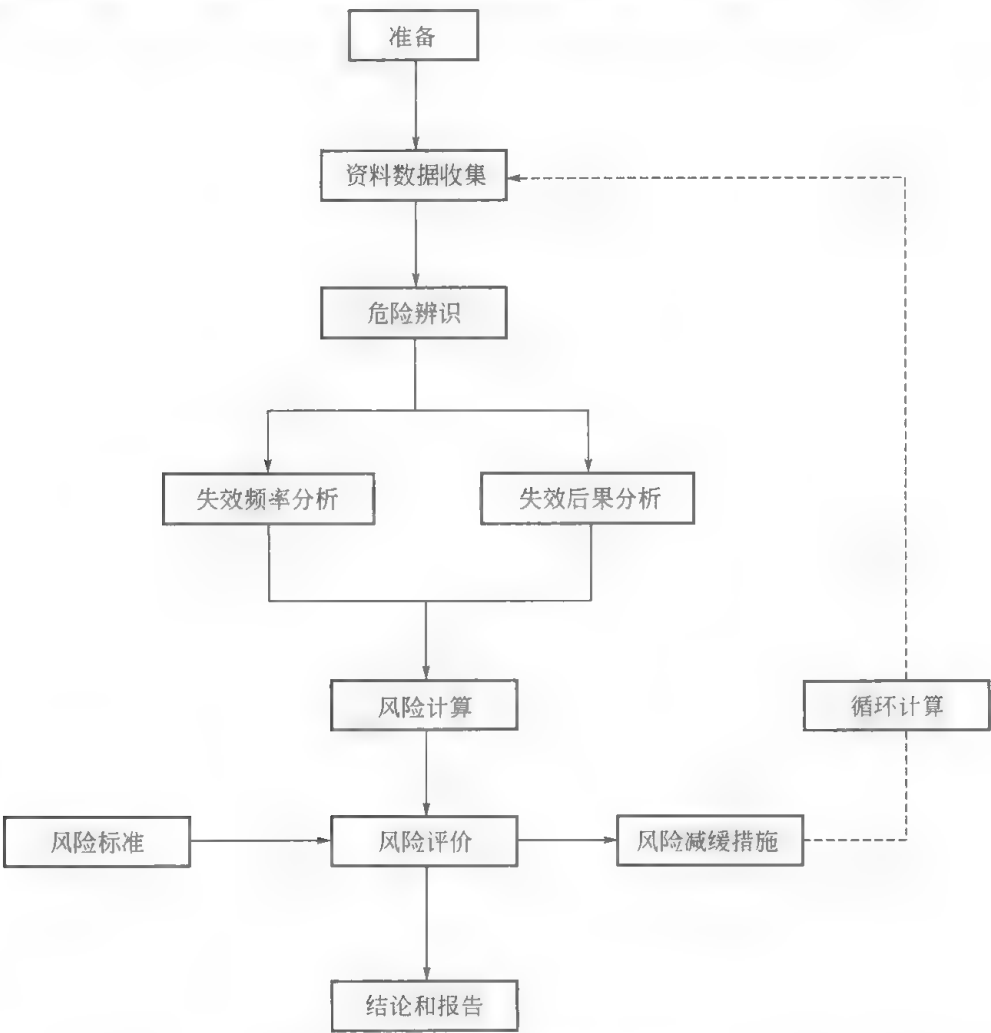 准备
资料数据收集
危险辨识
失效频率分析
失效后果分析
风险计算
循环计算
风险标准
风险评价
风险减缓措施
结论和报告